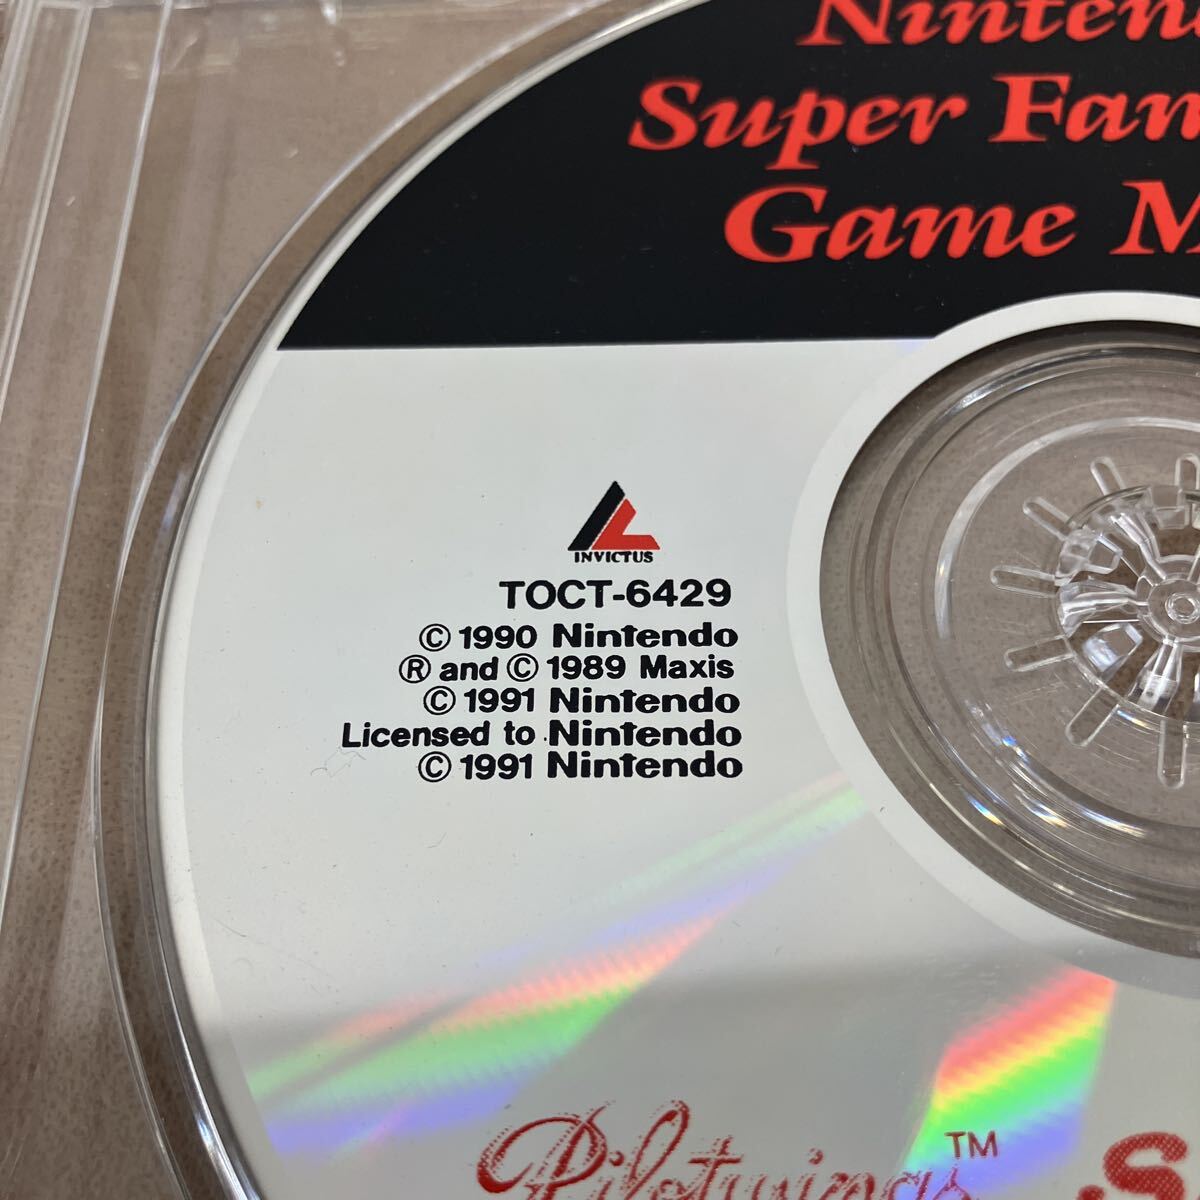 Ninten
Super Fam
Game M
INVICTUS
TOCT-6429
© 1990 Nintendo
® and © 1989 Maxis
© 1991 Nintendo
Licensed to Nintendo
© 1991 Nintendo
Pilotwings™ S